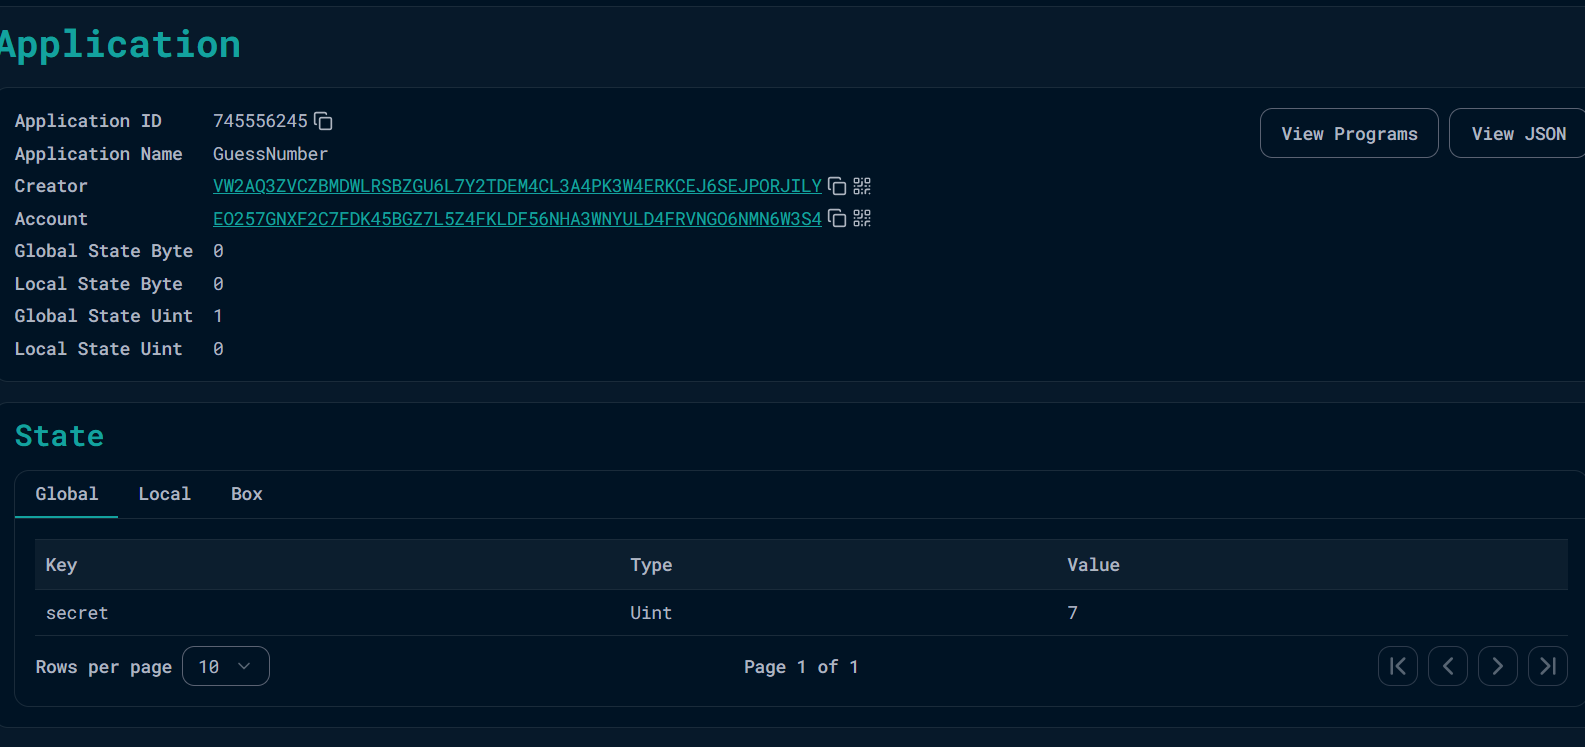 Application
Application ID 745556245
View Programs
View JSON
Application Name GuessNumber
Creator VW2AQ3ZVCZBMDWLRSBZGU6L7Y2TDEM4CL3A4PK3W4ERKCEJ6SEJPORJILY
Account EO257GNXF2C7FDK45BGZ7L5Z4FKLDF56NHA3WNYULD4FRVNGO6NMN6W3S4
Global State Byte 0
Local State Byte 0
Global State Uint 1
Local State Uint 0
State
Global Local Box
Key Type Value
secret Uint 7
Rows per page 10 Page 1 of 1